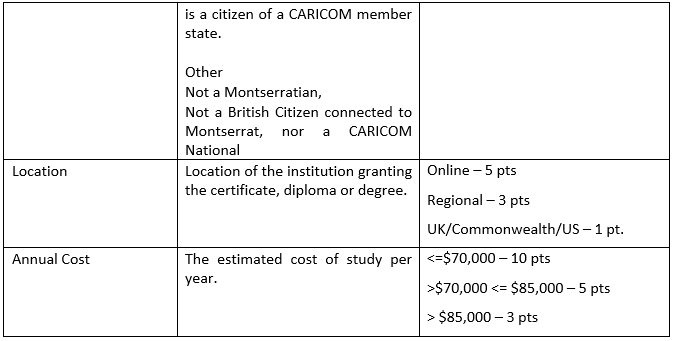 is a citizen of a CARICOM member
state.
Other
Not a Montserratian,
Not a British Citizen connected to
Montserrat, nor a CARICOM
National
Location
Location of the institution granting
the certificate, diploma or degree.
Online – 5 pts
Regional – 3 pts
UK/Commonwealth/US – 1 pt.
Annual Cost
The estimated cost of study per
year.
<=$70,000 – 10 pts
>$70,000 <= $85,000 – 5 pts
> $85,000 – 3 pts